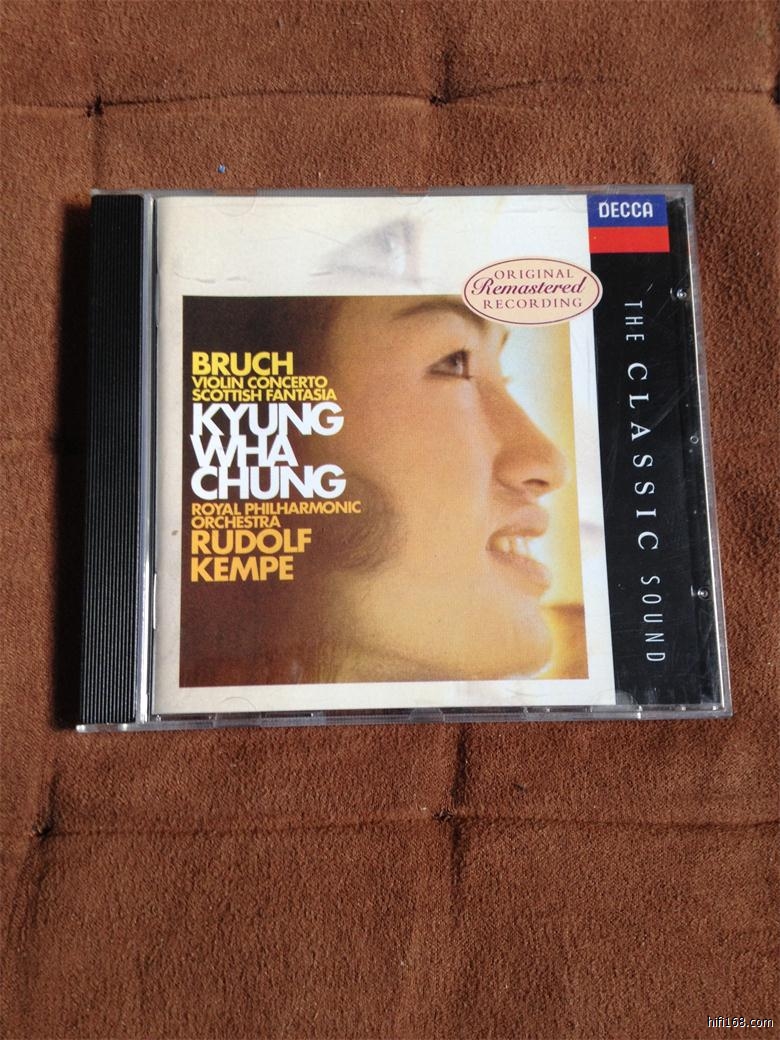 DECCA
ORIGINAL
Remastered
RECORDING
BRUCH
VIOLIN CONCERTO
SCOTTISH FANTASIA
KYUNG
WHA
CHUNG
ROYAL PHILHARMONIC
ORCHESTRA
RUDOLF
KEMPE
THE CLASSIC SOUND
hifi168.com